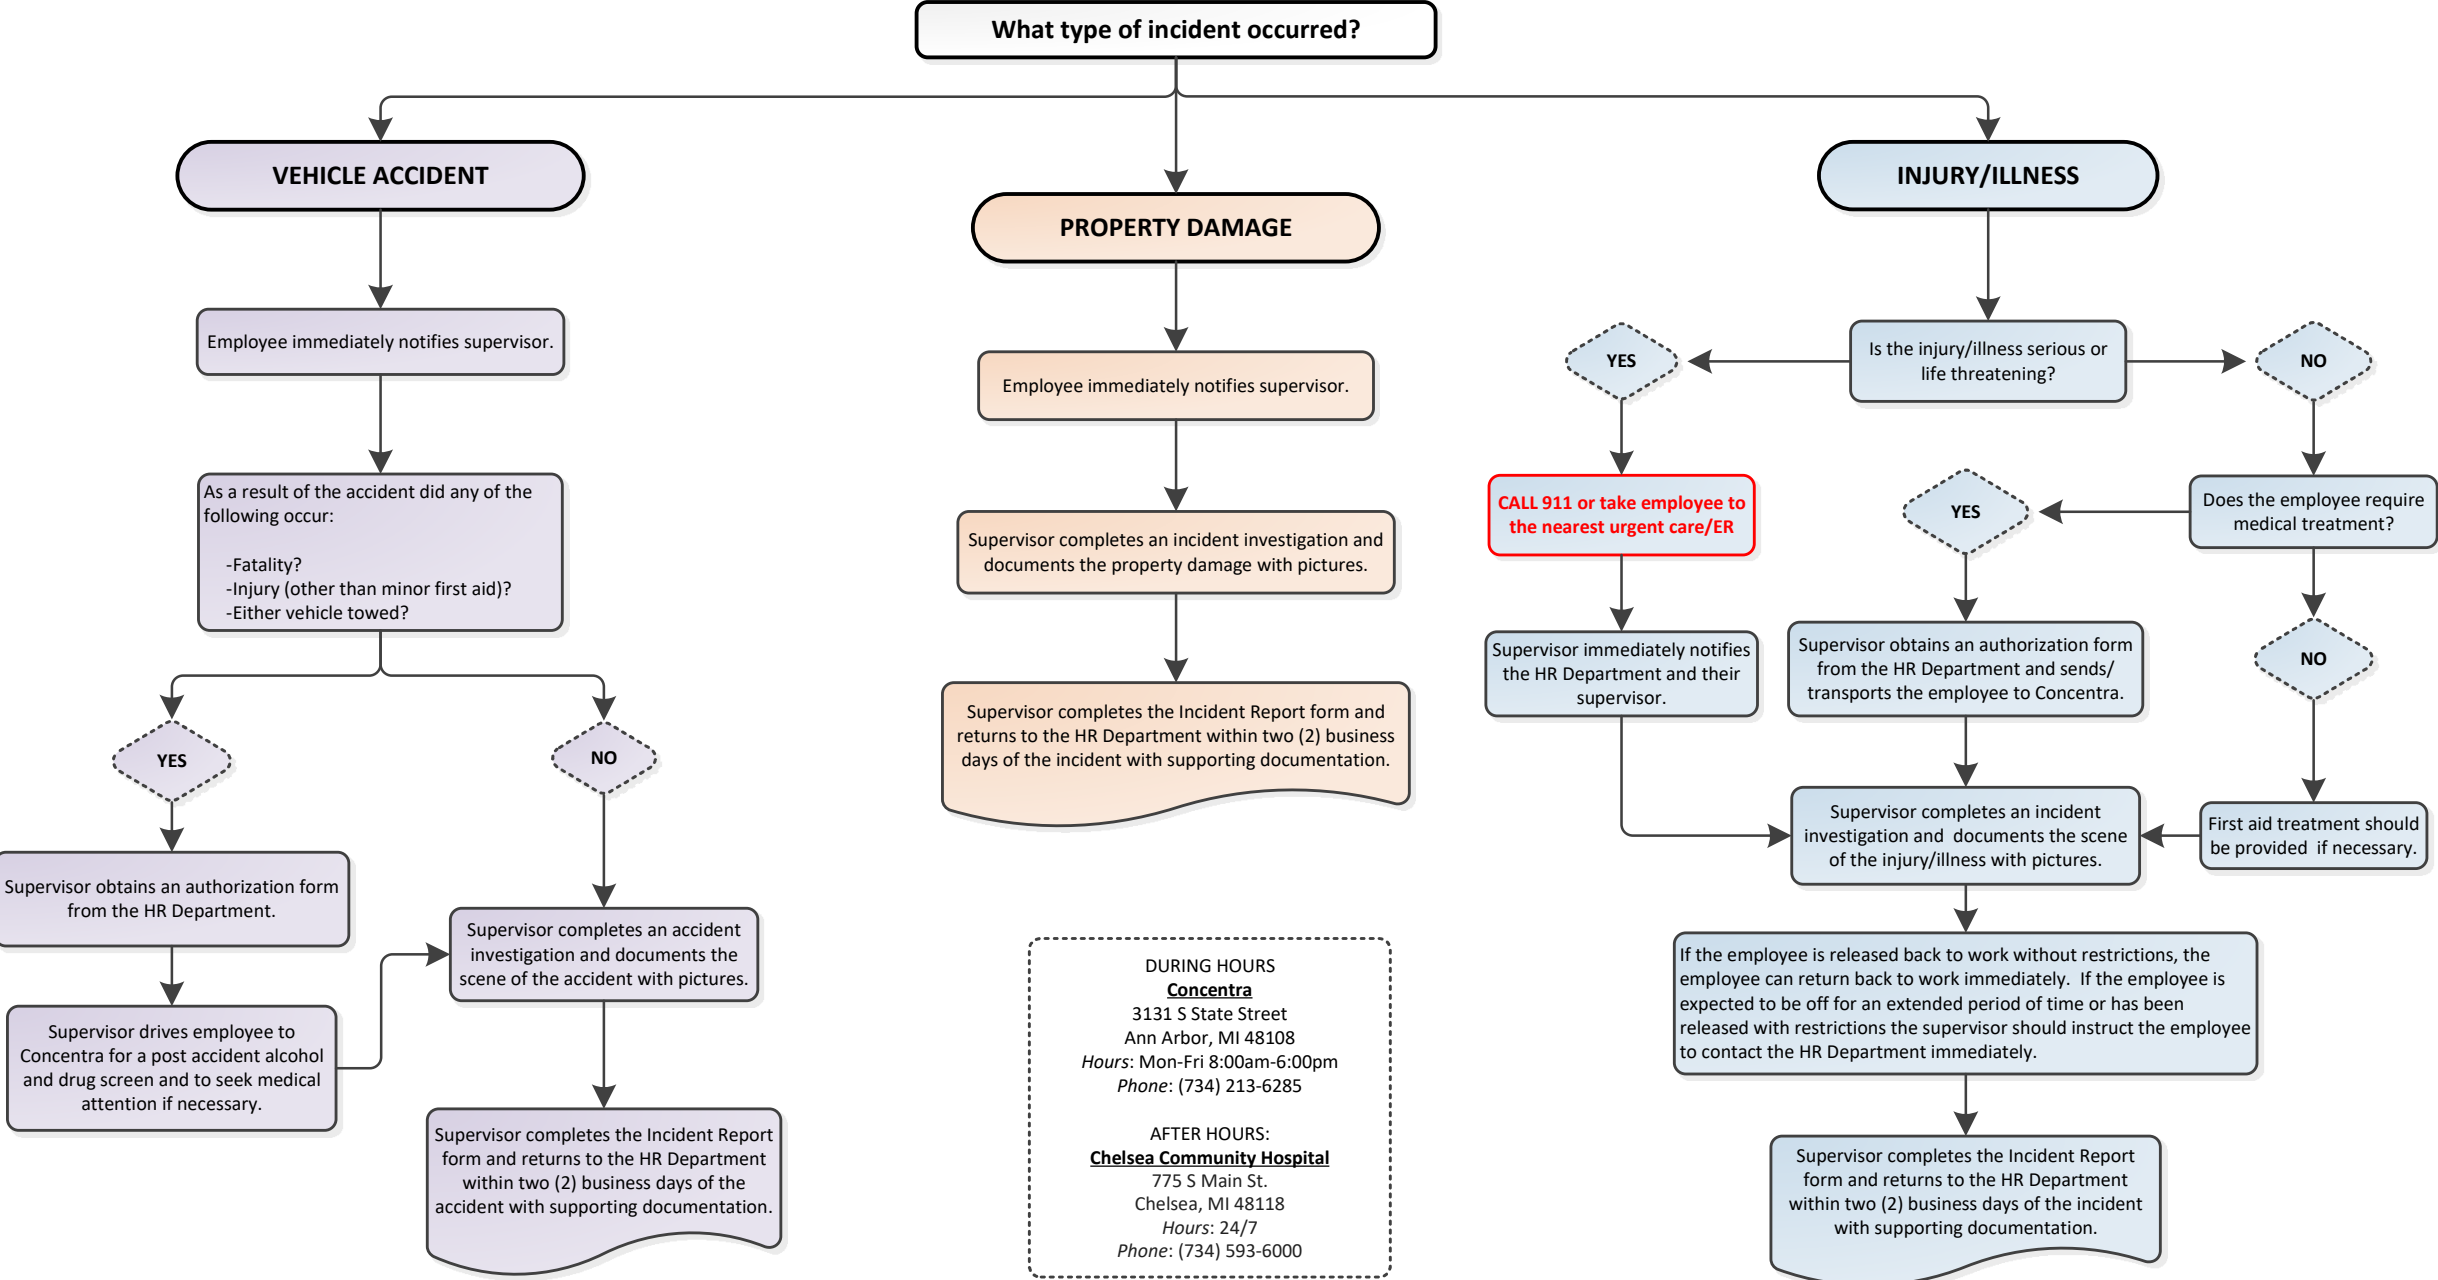 What type of incident occurred?
VEHICLE ACCIDENT
Employee immediately notifies supervisor.
As a result of the accident did any of the
following occur:
-Fatality?
-Injury (other than minor first aid)?
-Either vehicle towed?
YES
NO
Supervisor obtains an authorization form
from the HR Department.
Supervisor drives employee to
Concentra for a post accident alcohol
and drug screen and to seek medical
attention if necessary.
Supervisor completes an accident
investigation and documents the
scene of the accident with pictures.
Supervisor completes the Incident Report
form and returns to the HR Department
within two (2) business days of the
accident with supporting documentation.
PROPERTY DAMAGE
Employee immediately notifies supervisor.
Supervisor completes an incident investigation and
documents the property damage with pictures.
Supervisor completes the Incident Report form and
returns to the HR Department within two (2) business
days of the incident with supporting documentation.
DURING HOURS
Concentra
3131 S State Street
Ann Arbor, MI 48108
Hours: Mon-Fri 8:00am-6:00pm
Phone: (734) 213-6285
AFTER HOURS:
Chelsea Community Hospital
775 S Main St.
Chelsea, MI 48118
Hours: 24/7
Phone: (734) 593-6000
INJURY/ILLNESS
Is the injury/illness serious or
life threatening?
YES
NO
CALL 911 or take employee to
the nearest urgent care/ER
Supervisor immediately notifies
the HR Department and their
supervisor.
Does the employee require
medical treatment?
YES
NO
Supervisor obtains an authorization form
from the HR Department and sends/
transports the employee to Concentra.
First aid treatment should
be provided  if necessary.
Supervisor completes an incident
investigation and  documents the scene
of the injury/illness with pictures.
If the employee is released back to work without restrictions, the
employee can return back to work immediately.  If the employee is
expected to be off for an extended period of time or has been
released with restrictions the supervisor should instruct the employee
to contact the HR Department immediately.
Supervisor completes the Incident Report
form and returns to the HR Department
within two (2) business days of the incident
with supporting documentation.